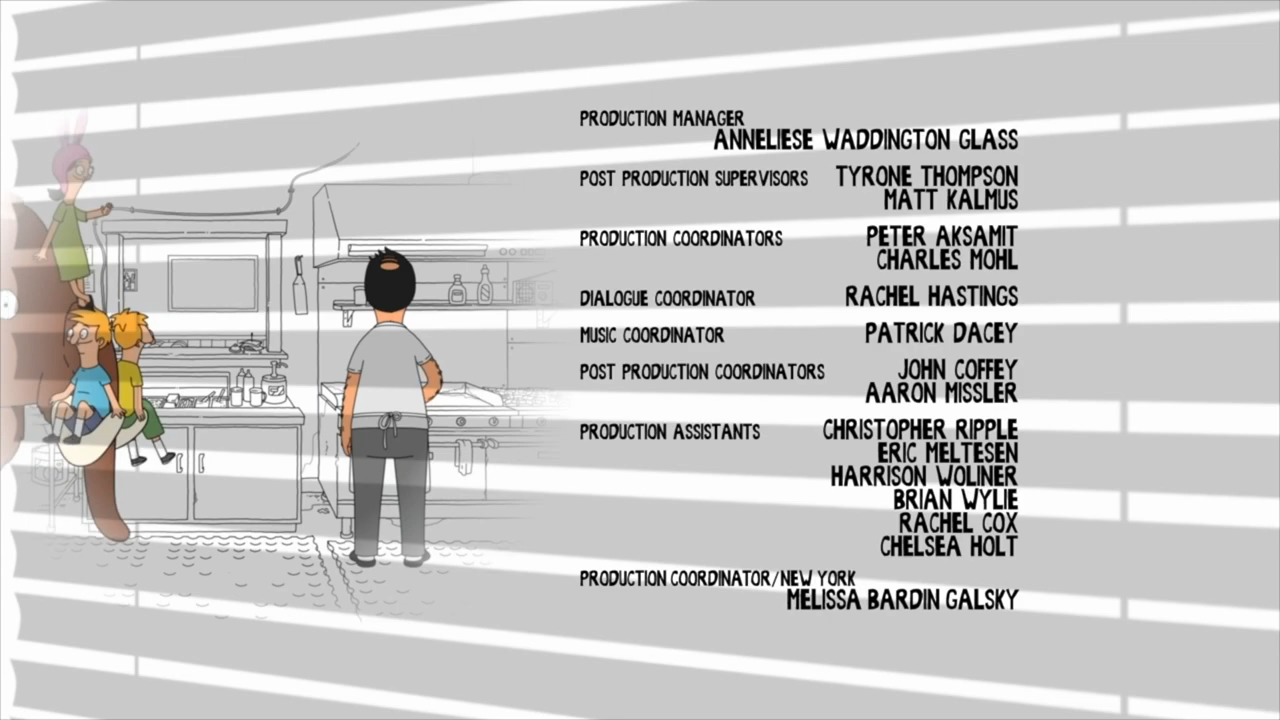 PRODUCTION MANAGER
ANNELIESE WADDINGTON GLASS
POST PRODUCTION SUPERVISORS TYRONE THOMPSON
MATT KALMUS
PRODUCTION COORDINATORS PETER AKSAMIT
CHARLES MOHL
DIALOGUE COORDINATOR RACHEL HASTINGS
MUSIC COORDINATOR PATRICK DACEY
POST PRODUCTION COORDINATORS JOHN COFFEY
AARON MISSLER
PRODUCTION ASSISTANTS CHRISTOPHER RIPPLE
ERIC MELTESEN
HARRISON WOLINER
BRIAN WYLIE
RACHEL COX
CHELSEA HOLT
PRODUCTION COORDINATOR/NEW YORK
MELISSA BARDIN GALSKY